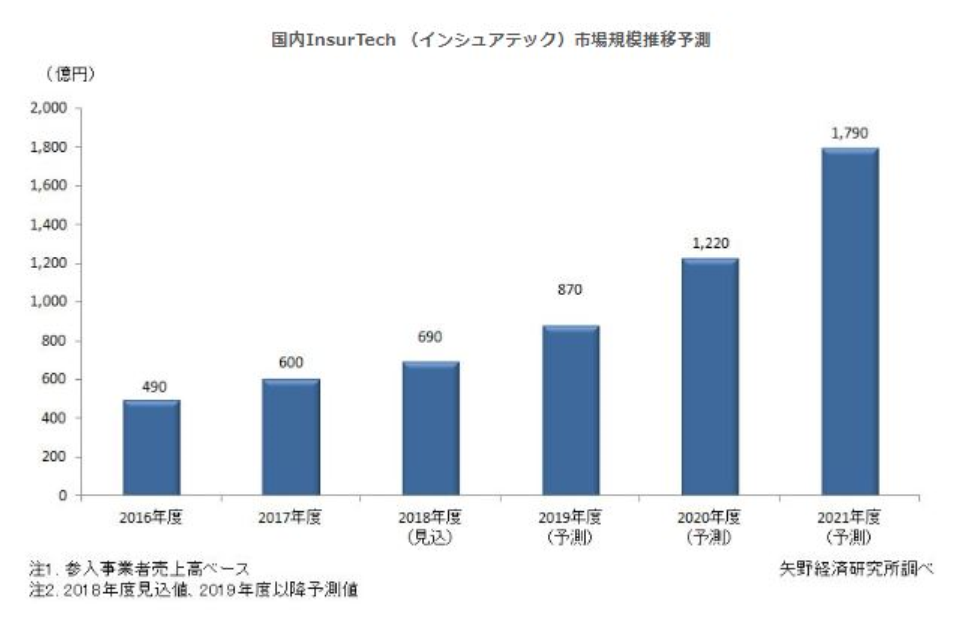 国内InsurTech （インシュアテック）市場規模推移予測
（億円）
2,000
1,800
1,600
1,400
1,200
1,000
800
600
400
200
0
490
600
690
870
1,220
1,790
2016年度
2017年度
2018年度
（見込）
2019年度
（予測）
2020年度
（予測）
2021年度
（予測）
注1. 参入事業者売上高ベース
注2. 2018年度見込値、2019年度以降予測値
矢野経済研究所調べ